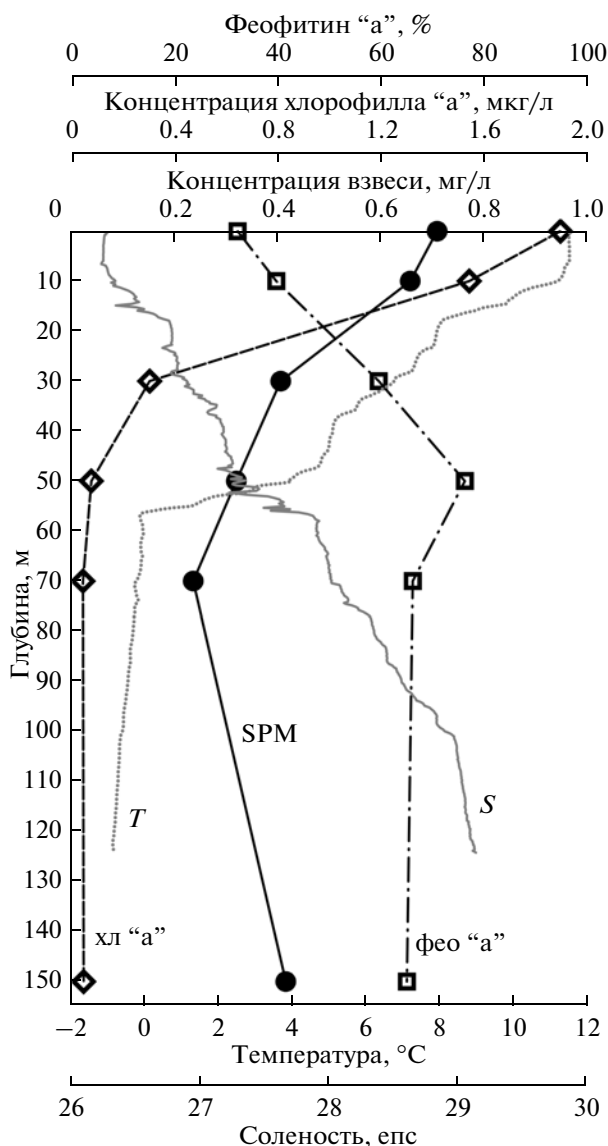 Феофитин “а”, %
0 20 40 60 80 100
Концентрация хлорофилла “а”, мкг/л
0 0.4 0.8 1.2 1.6 2.0
Концентрация взвеси, мг/л
0 0.2 0.4 0.6 0.8 1.0
10
20
30
40
50
60
70
80
90
100
110
120
130
140
150
Глубина, м
SPM
T
S
хл “а”
фео “а”
−2 0 2 4 6 8 10 12
Температура, °С
26 27 28 29 30
Соленость, епс